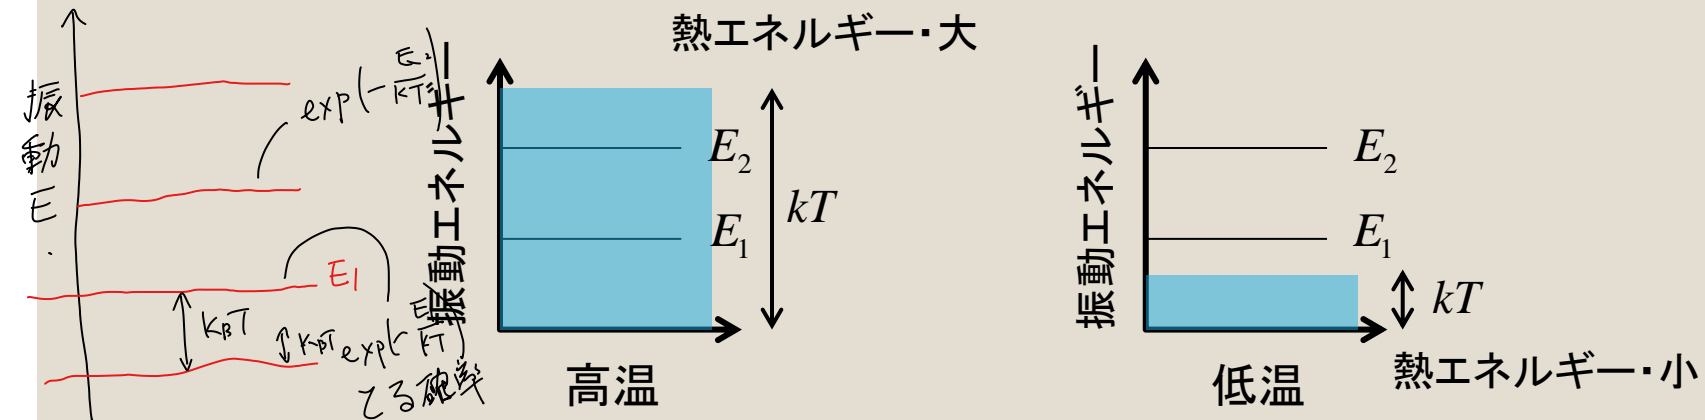 熱エネルギー・大
振動エネルギー
E₂
E₁
kT
高温
振動エネルギー
E₂
E₁
kT
低温
熱エネルギー・小
振動E
exp(-E₂/kT)
E₁
KBT
KBT
exp(-E/kT)
とる確率